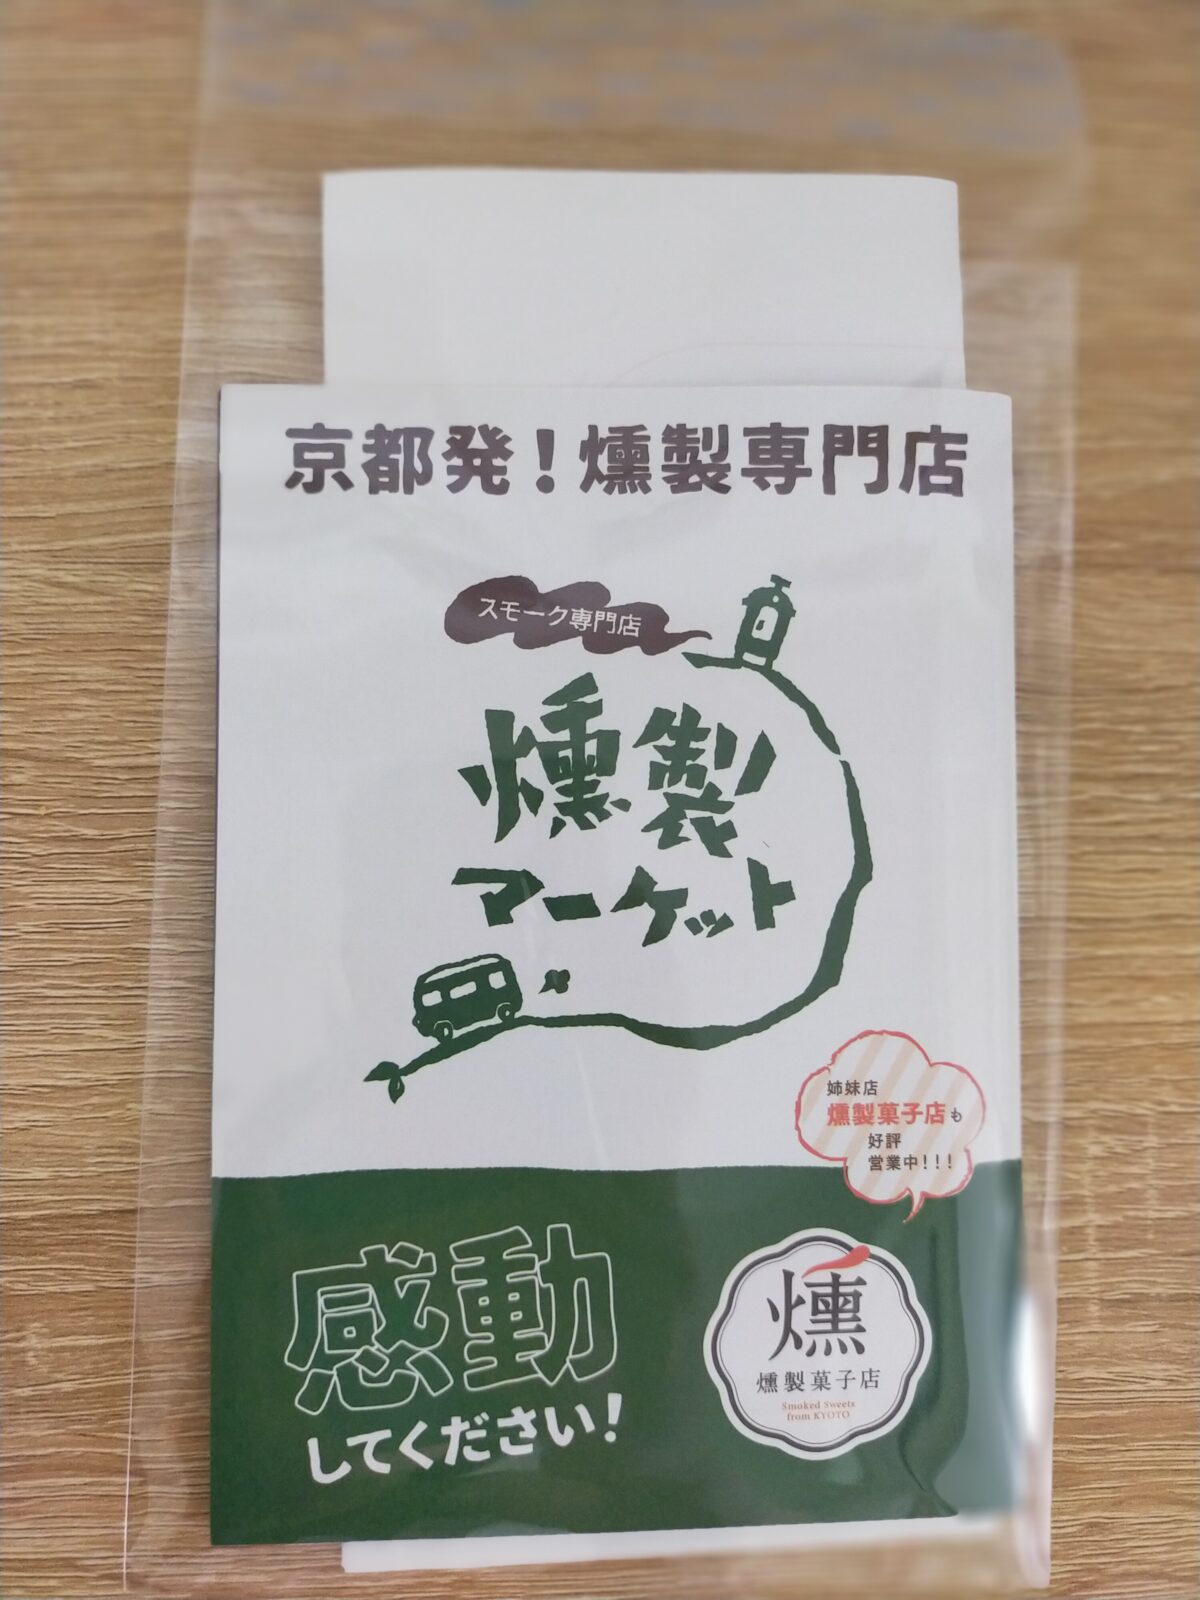 京都発！燻製専門店
スモーク専門店
燻製
マーケット
姉妹店
燻製菓子店も
好評
営業中！！！
感動
してください！
燻
燻製菓子店
Smoked Sweets
from KYOTO